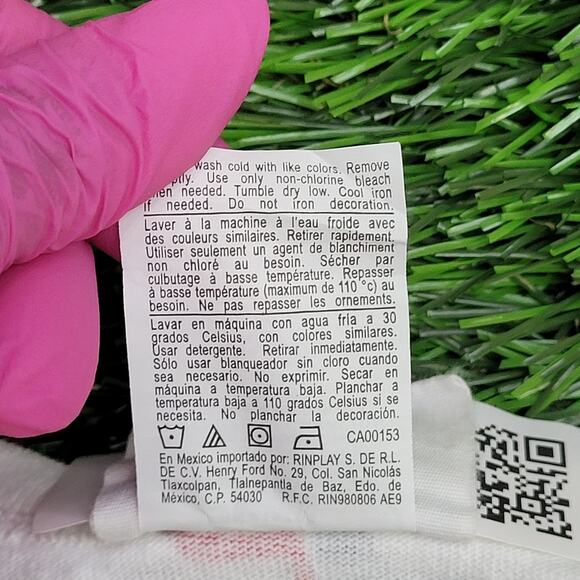 wash cold with like colors. Remove
Use only non-chlorine bleach
when needed. Tumble dry low. Cool iron
if needed. Do not iron decoration.
Laver à la machine à l'eau froide avec
des couleurs similaires. Retirer rapidement.
Utiliser seulement un agent de blanchiment
non chloré au besoin. Sécher par
culbutage à basse température. Repasser
à basse température (maximum de 110 °c) au
besoin. Ne pas repasser les ornements.
Lavar en máquina con agua fría a 30
grados Celsius, con colores similares.
Usar detergente. Retirar inmediatamente.
Sólo usar blanqueador sin cloro cuando
sea necesario. No exprimir. Secar en
máquina a temperatura baja. Planchar a
temperatura baja a 110 grados Celsius si se
necesita. No planchar la decoración.
CA00153
En Mexico importado por: RINPLAY S. DE R.L.
DE C.V. Henry Ford No. 29, Col. San Nicolás
Tlaxcolpan, Tlalnepantla de Baz, Edo. de
México, C.P. 54030 R.F.C. RIN980806 AE9